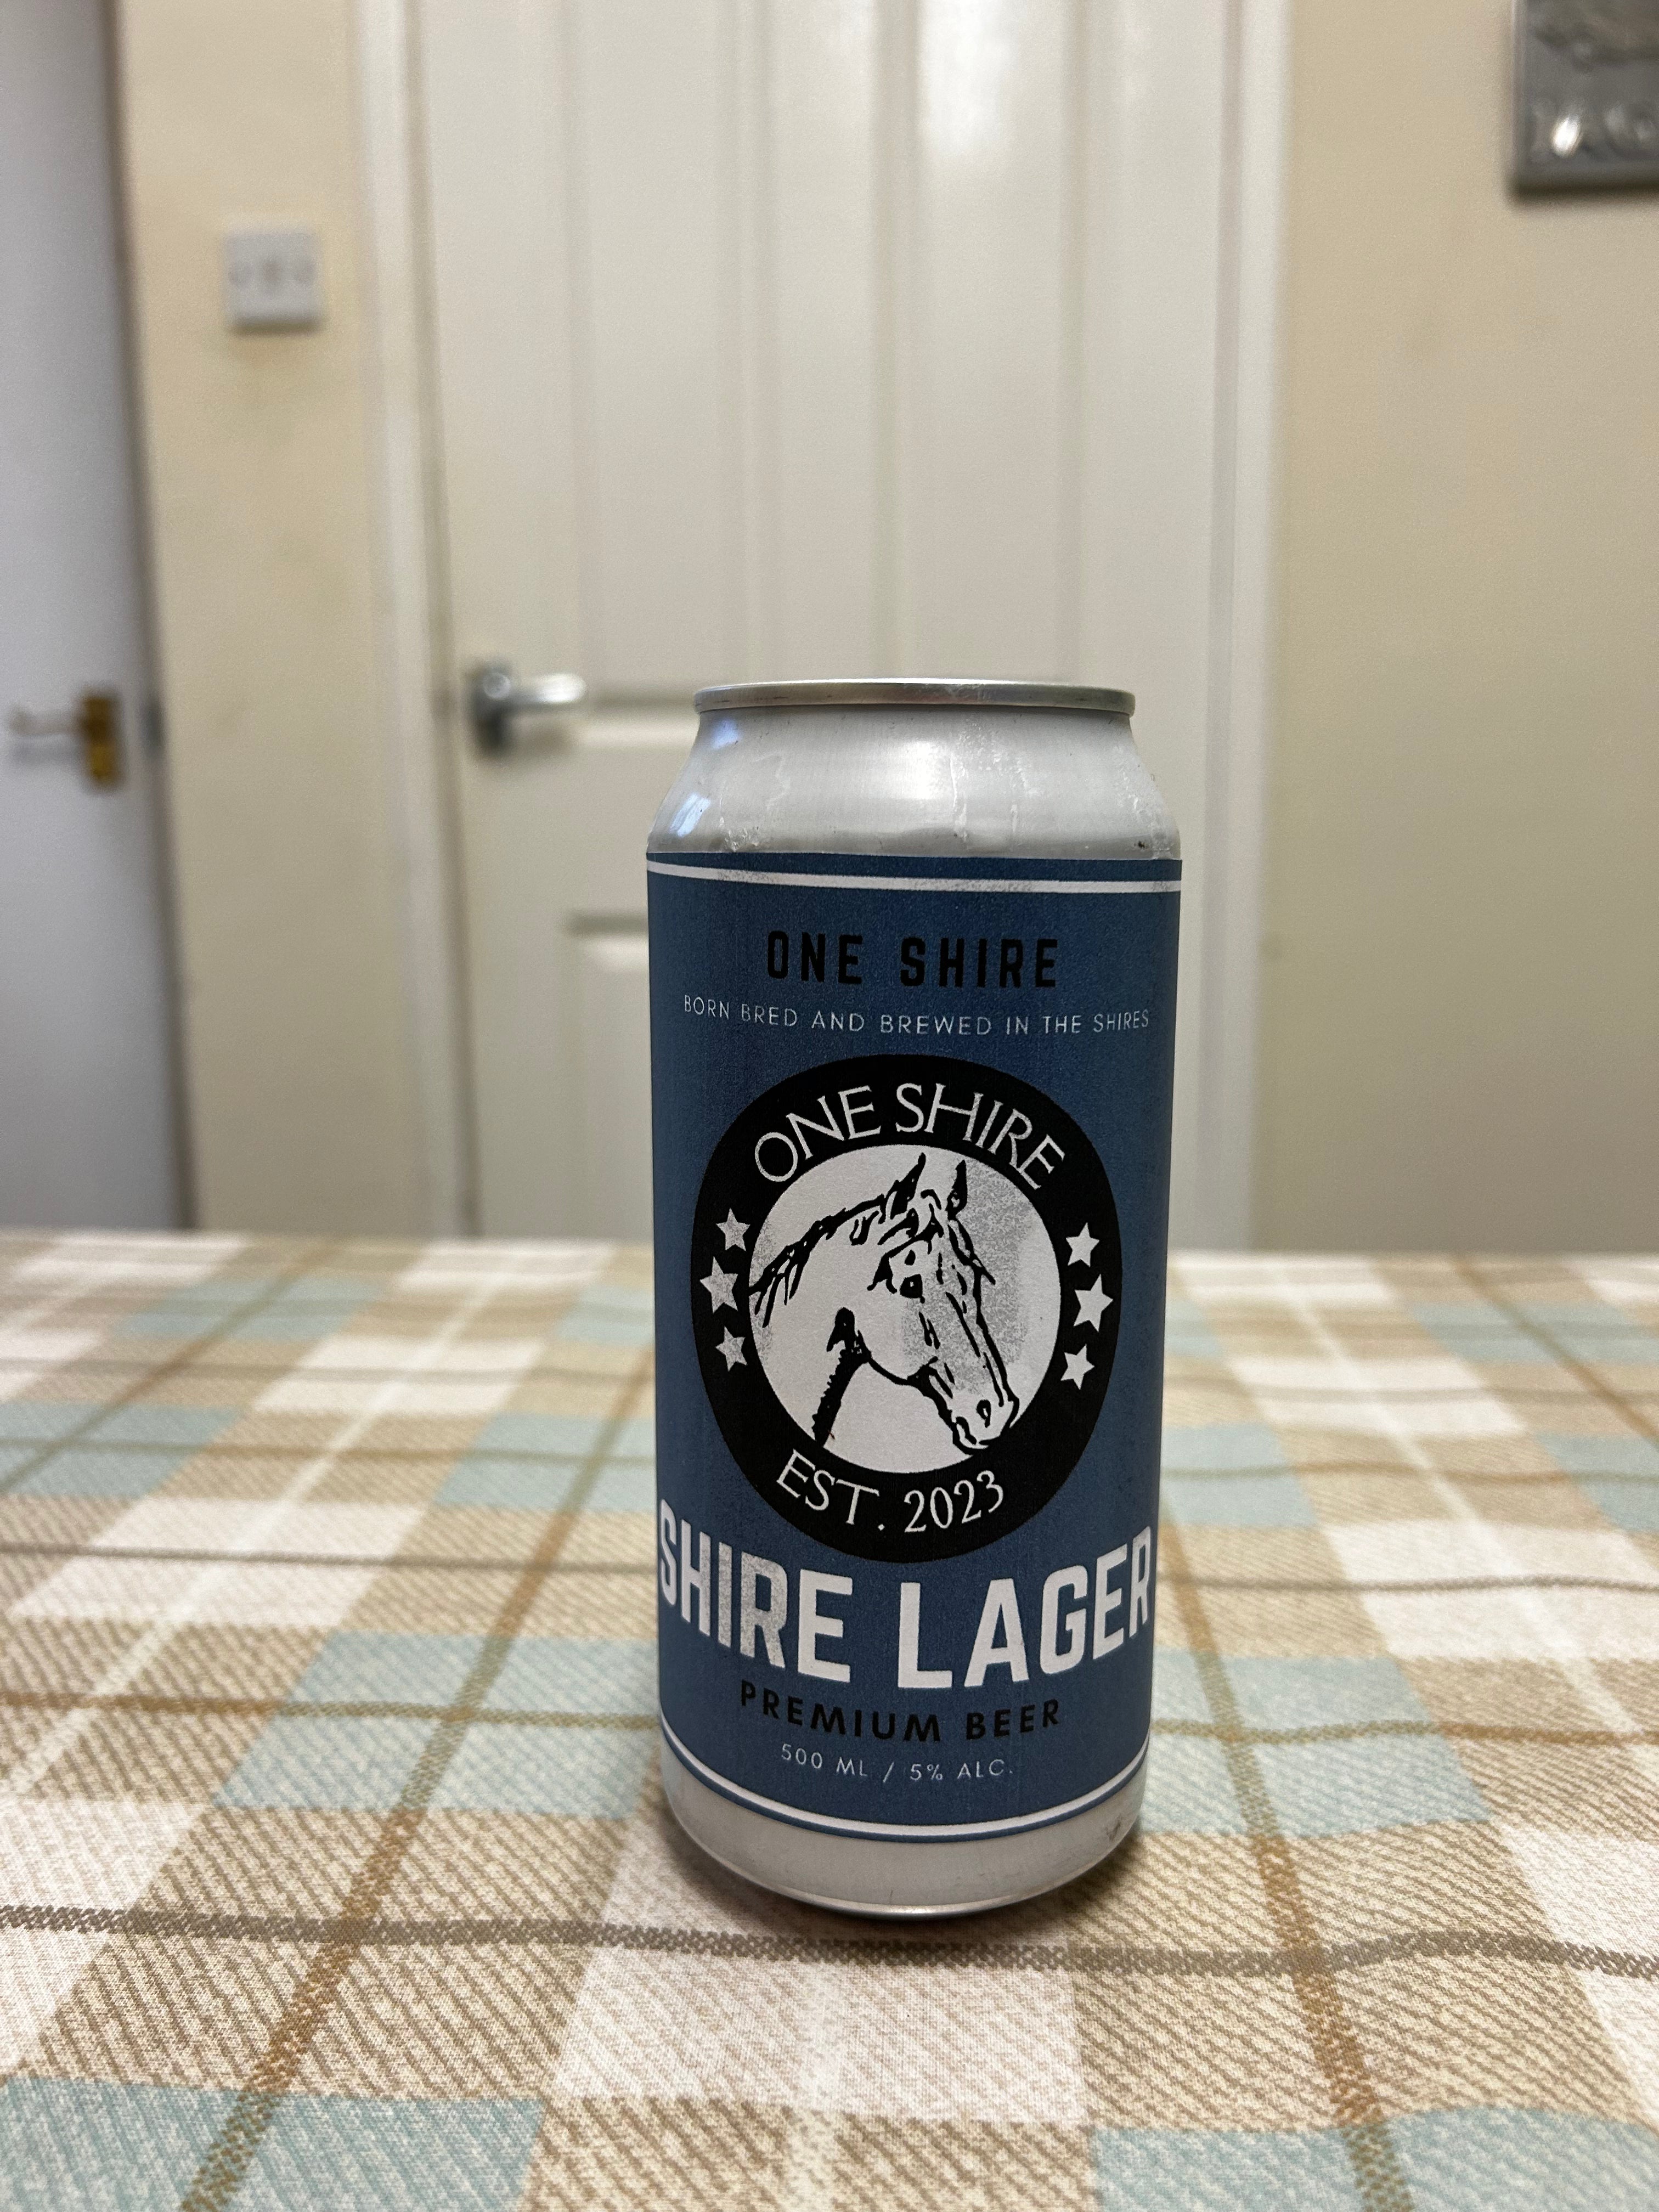 ONE SHIRE
BORN BRED AND BREWED IN THE SHIRES
ONE SHIRE
EST. 2023
SHIRE LAGER
PREMIUM BEER
500 ML / 5% ALC.